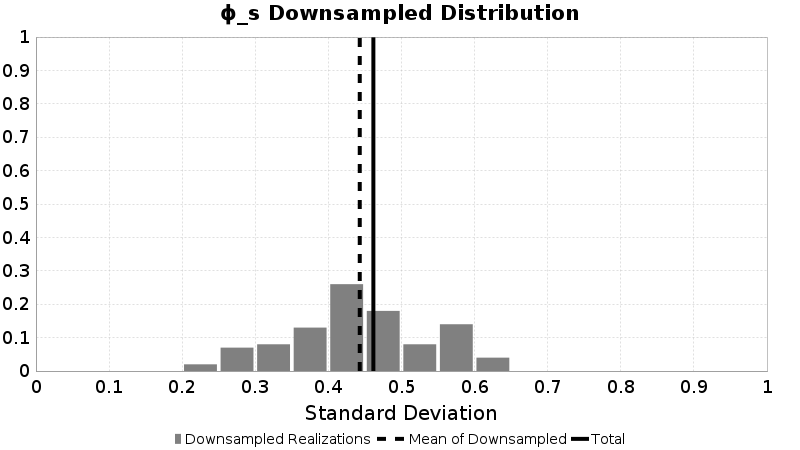 ϕ_s Downsampled Distribution
1
0.9
0.8
0.7
0.6
0.5
0.4
0.3
0.2
0.1
0
0 0.1 0.2 0.3 0.4 0.5 0.6 0.7 0.8 0.9 1
Standard Deviation
Downsampled Realizations Mean of Downsampled Total